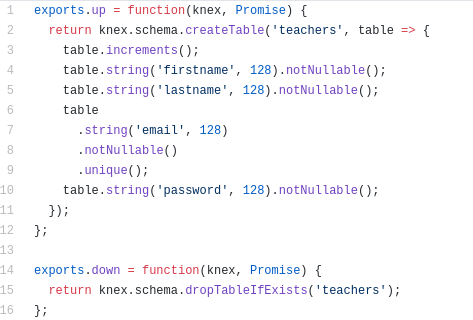 1 exports.up = function(knex, Promise) {
2   return knex.schema.createTable('teachers', table => {
3     table.increments();
4     table.string('firstname', 128).notNullable();
5     table.string('lastname', 128).notNullable();
6     table
7       .string('email', 128)
8       .notNullable()
9       .unique();
10     table.string('password', 128).notNullable();
11   });
12 };
13
14 exports.down = function(knex, Promise) {
15   return knex.schema.dropTableIfExists('teachers');
16 };